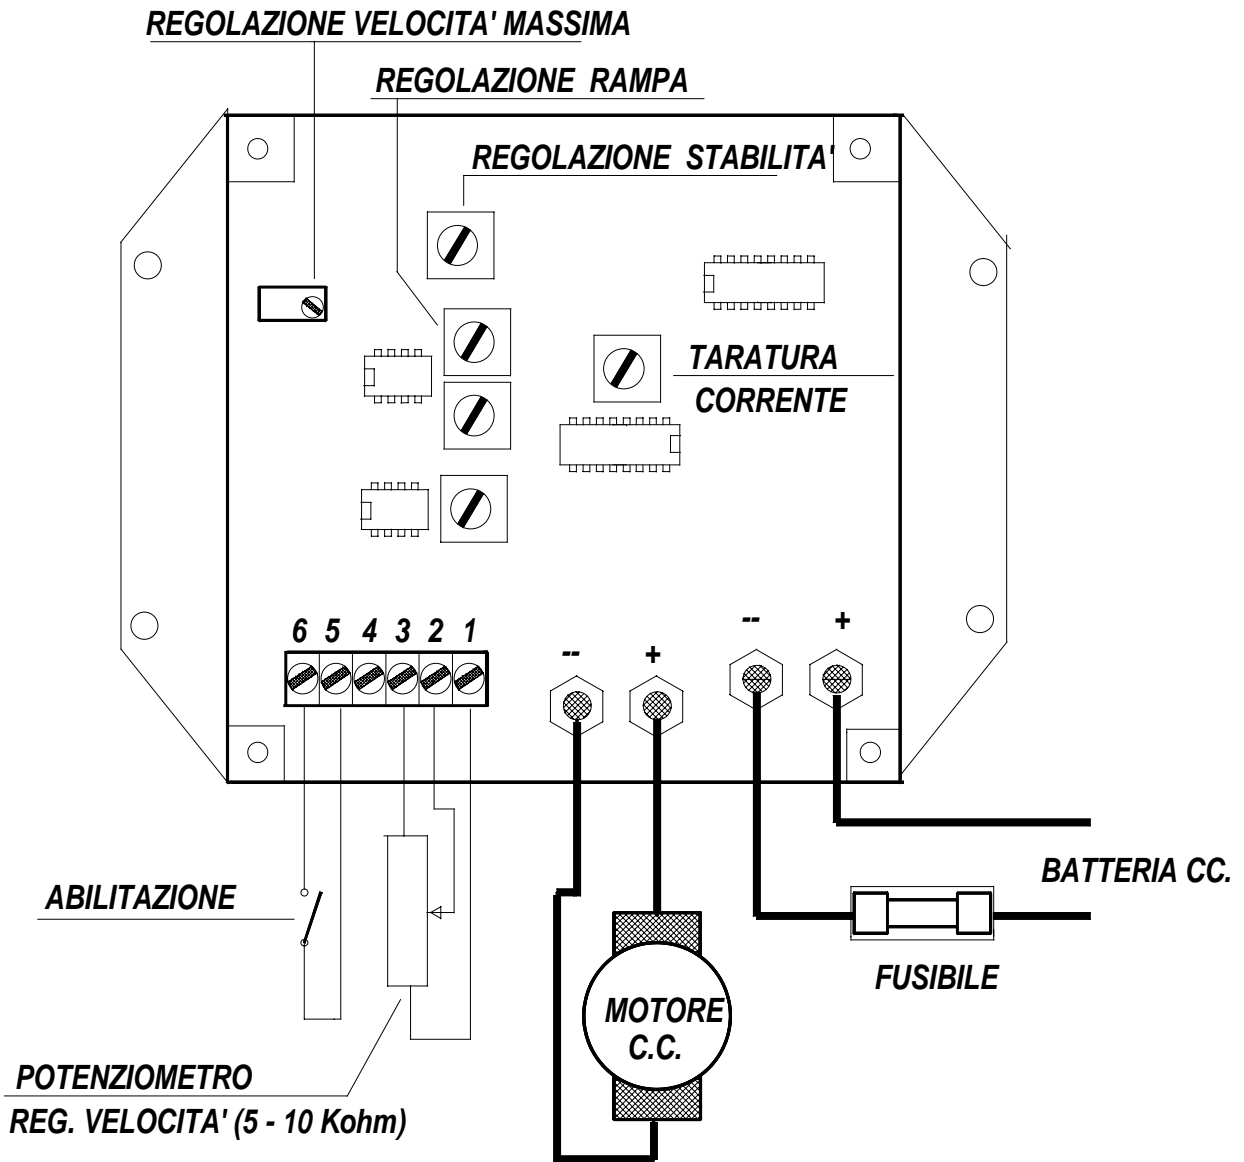 REGOLAZIONE VELOCITA' MASSIMA
REGOLAZIONE RAMPA
REGOLAZIONE STABILITA'
TARATURA
CORRENTE
6 5 4 3 2 1
-- +
-- +
BATTERIA CC.
ABILITAZIONE
FUSIBILE
MOTORE
C.C.
POTENZIOMETRO
REG. VELOCITA' (5 - 10 Kohm)